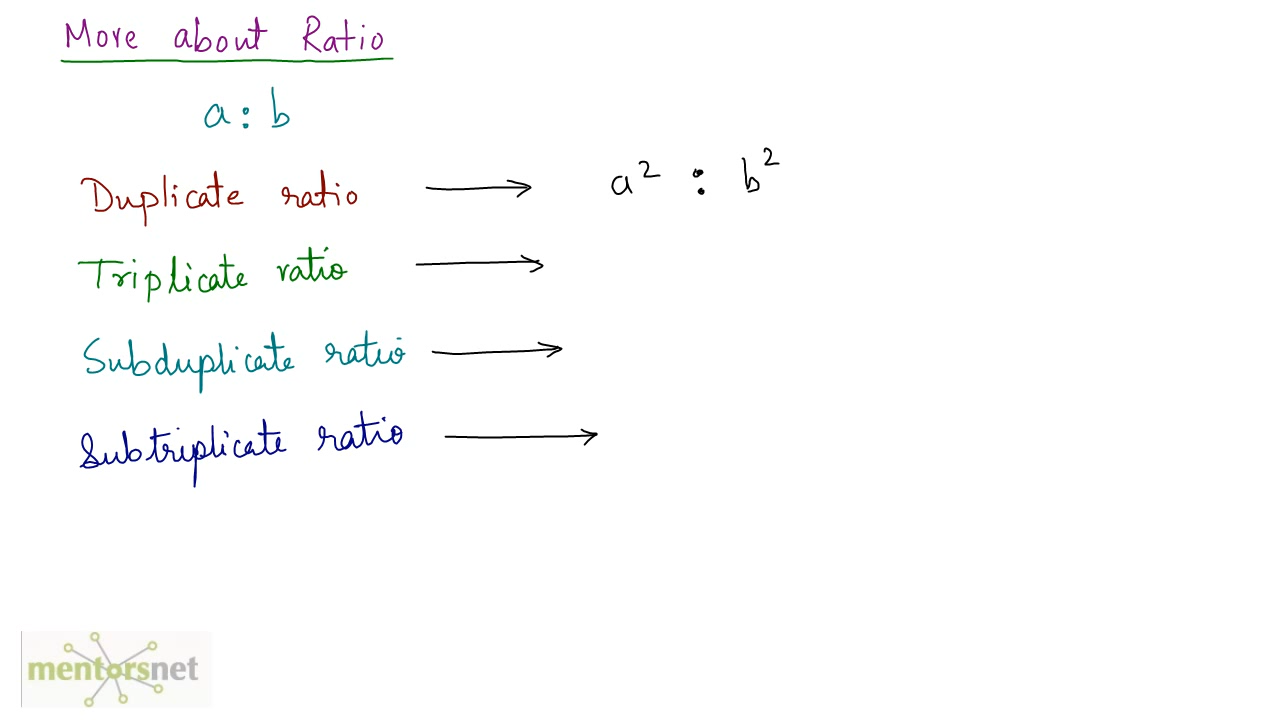 More about Ratio
a : b
Duplicate ratio ⟶ a² : b²
Triplicate ratio ⟶
Subduplicate ratio ⟶
Subtriplicate ratio ⟶
mentorsnet